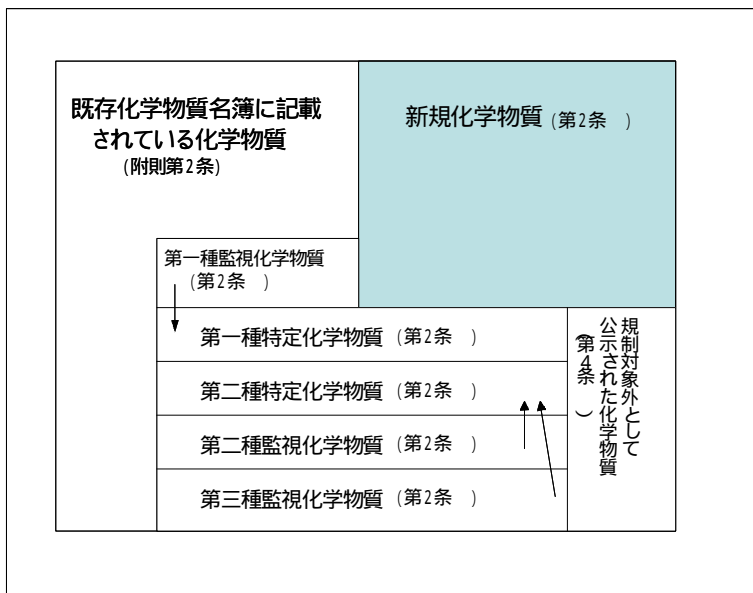 既存化学物質名簿に記載
されている化学物質
(附則第2条)
新規化学物質 (第2条　)
第一種監視化学物質
(第2条　)
第一種特定化学物質 (第2条　)
第二種特定化学物質 (第2条　)
第二種監視化学物質 (第2条　)
第三種監視化学物質 (第2条　)
規制対象外として
公示された化学物質
(第4条　)